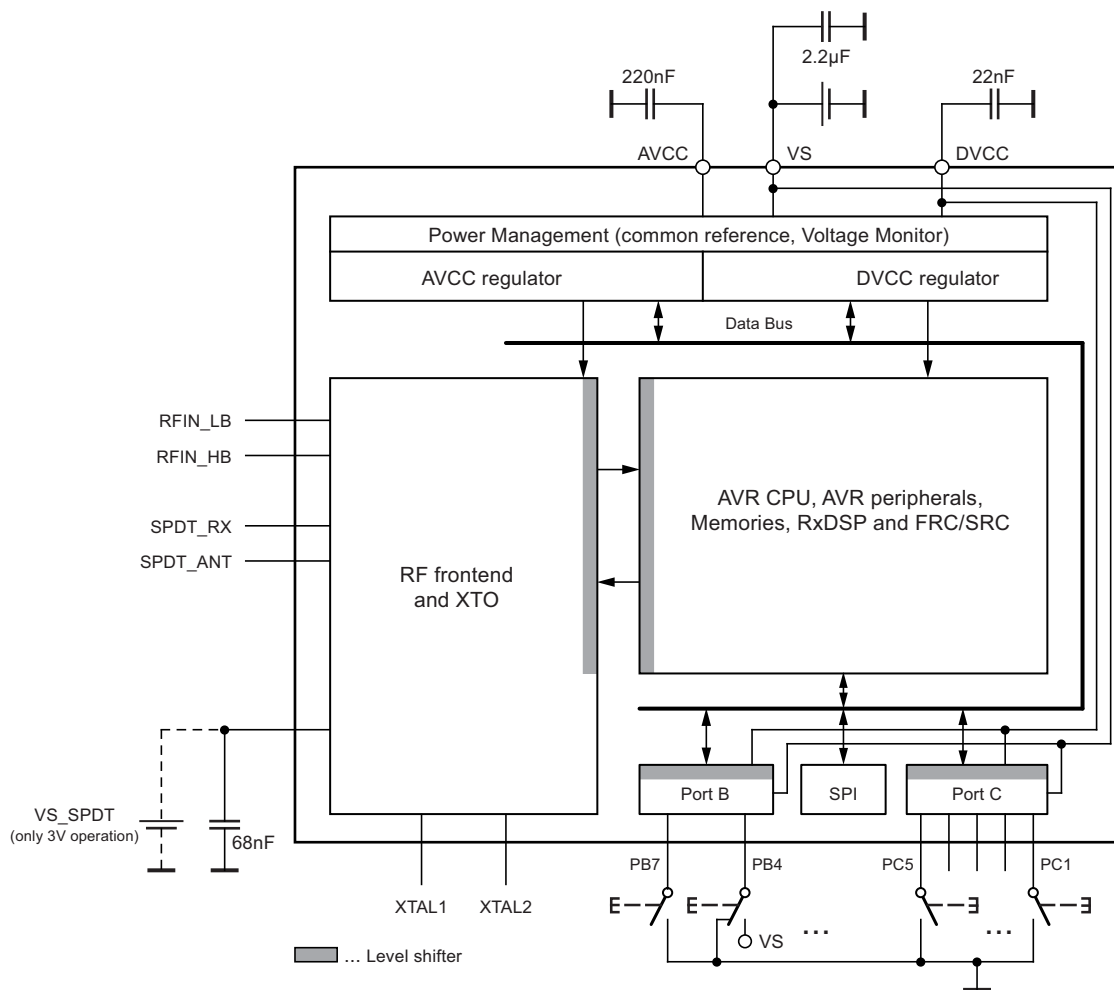 2.2µF
220nF
22nF
AVCC
VS
DVCC
Power Management (common reference, Voltage Monitor)
AVCC regulator
DVCC regulator
Data Bus
RFIN_LB
RFIN_HB
SPDT_RX
SPDT_ANT
RF frontend
and XTO
AVR CPU, AVR peripherals,
Memories, RxDSP and FRC/SRC
VS_SPDT
(only 3V operation)
68nF
Port B
SPI
Port C
PB7
PB4
PC5
PC1
XTAL1
XTAL2
VS
...
...
... Level shifter